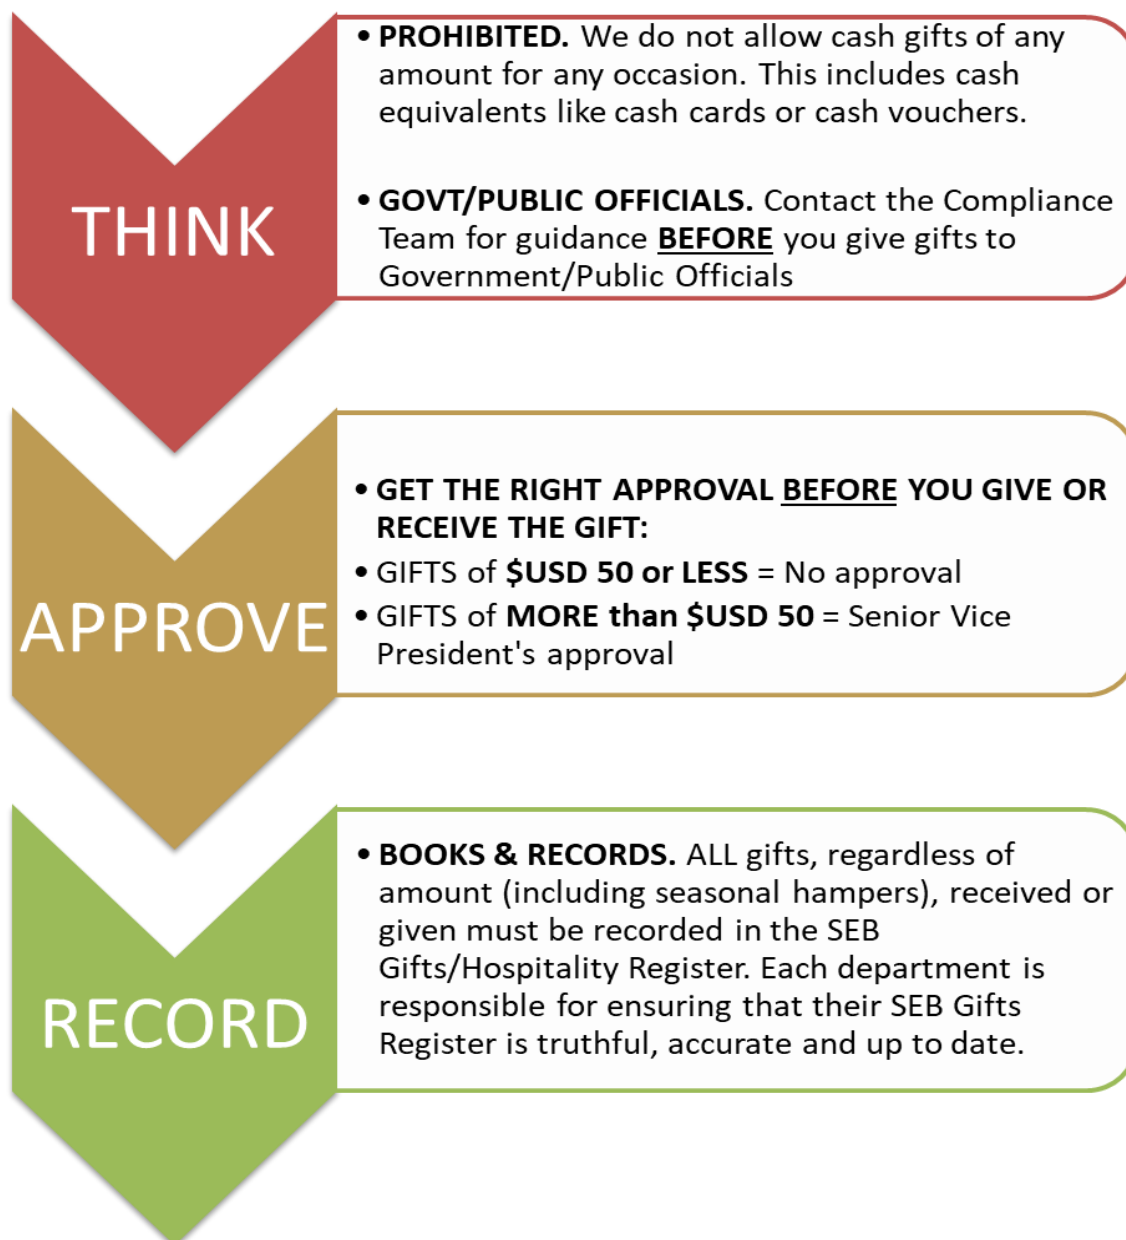 THINK
• PROHIBITED. We do not allow cash gifts of any
amount for any occasion. This includes cash
equivalents like cash cards or cash vouchers.
• GOVT/PUBLIC OFFICIALS. Contact the Compliance
Team for guidance BEFORE you give gifts to
Government/Public Officials
APPROVE
• GET THE RIGHT APPROVAL BEFORE YOU GIVE OR
RECEIVE THE GIFT:
• GIFTS of $USD 50 or LESS = No approval
• GIFTS of MORE than $USD 50 = Senior Vice
President's approval
RECORD
• BOOKS & RECORDS. ALL gifts, regardless of
amount (including seasonal hampers), received or
given must be recorded in the SEB
Gifts/Hospitality Register. Each department is
responsible for ensuring that their SEB Gifts
Register is truthful, accurate and up to date.